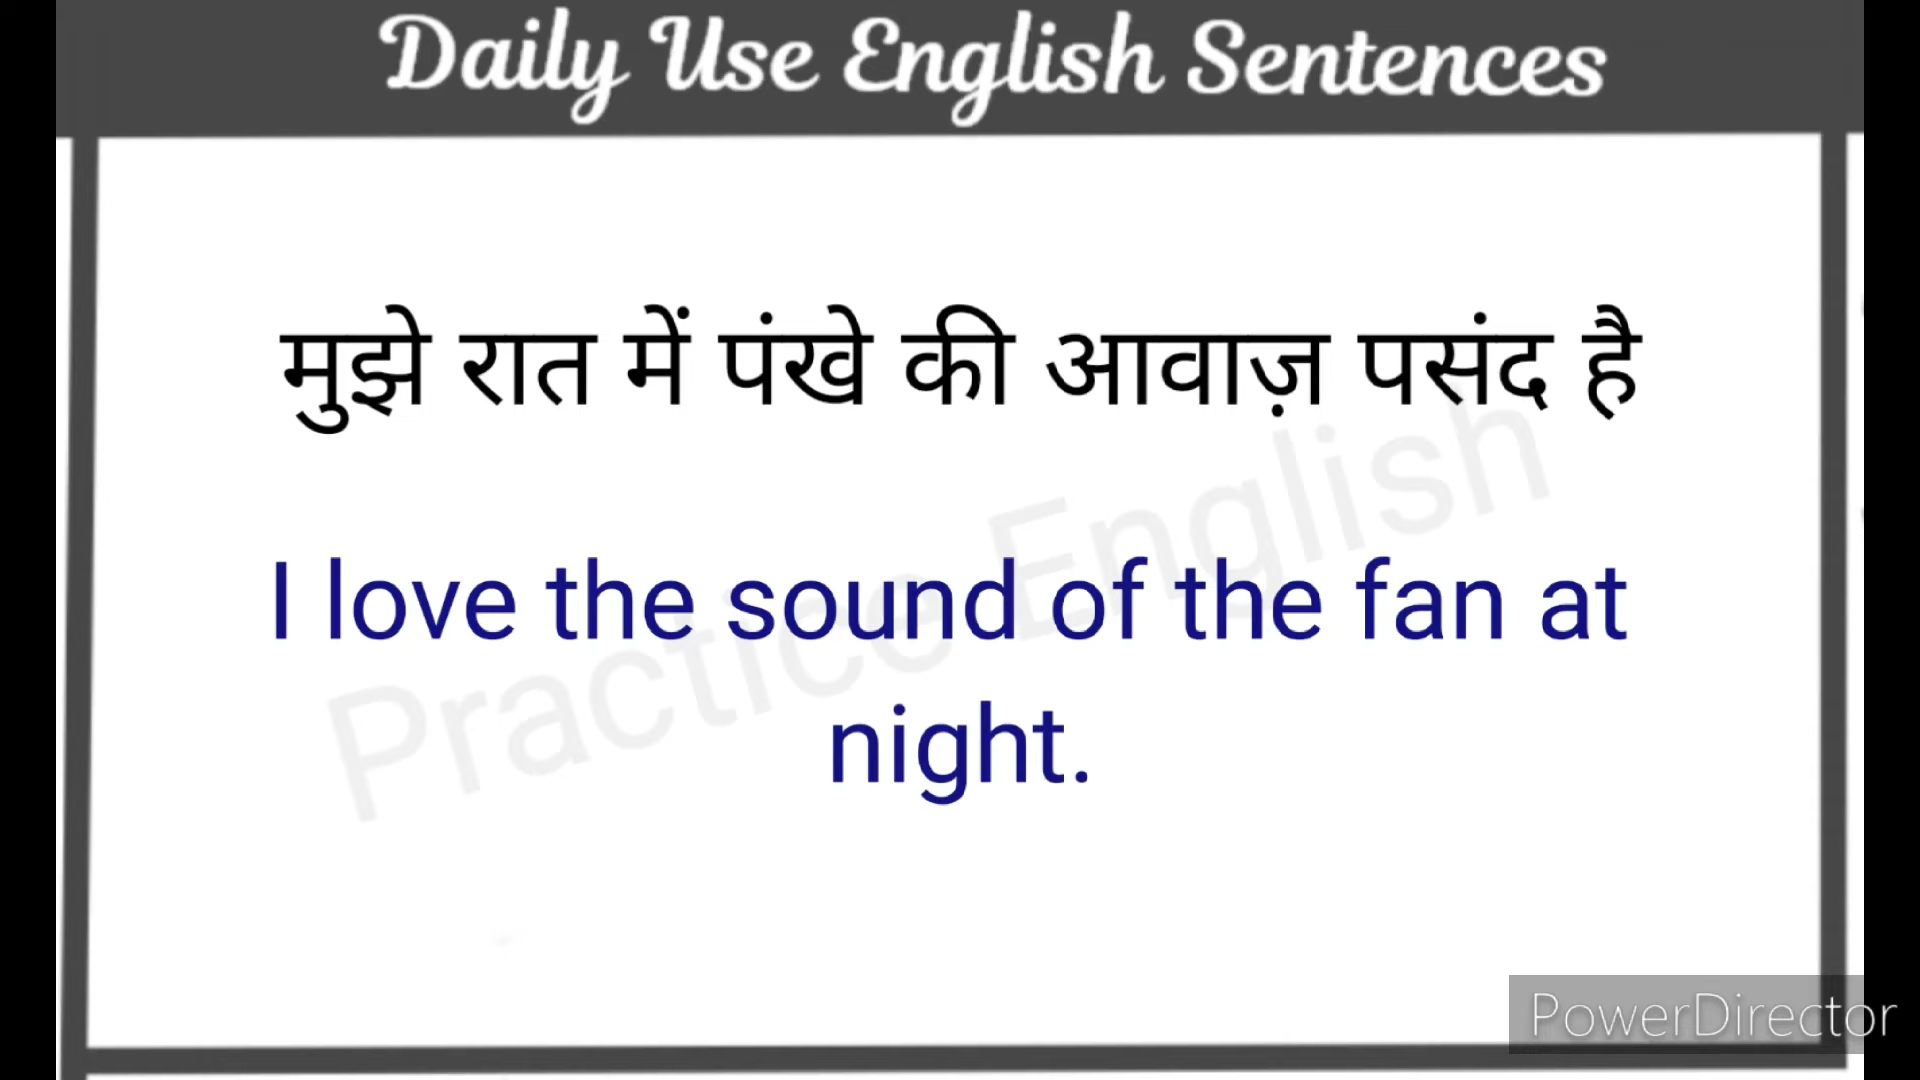 Daily Use English Sentences
मुझे रात में पंखे की आवाज़ पसंद है
I love the sound of the fan at
night.
Practice English
PowerDirector